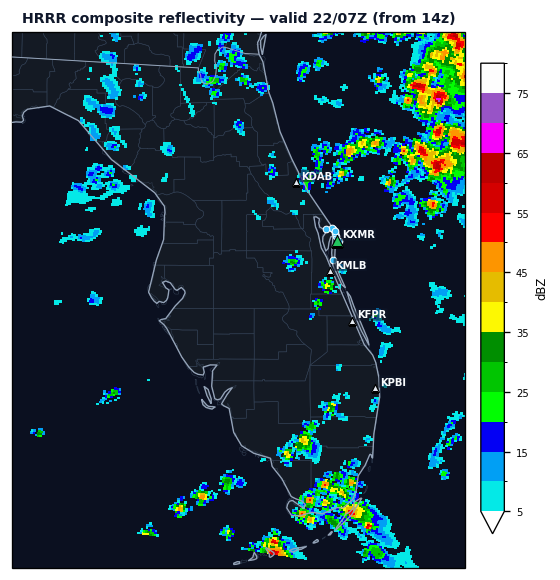 HRRR composite reflectivity — valid 22/07Z (from 14z)
KDAB
KXMR
KMLB
KFPR
KPBI
75
65
55
45
35
25
15
5
dBZ